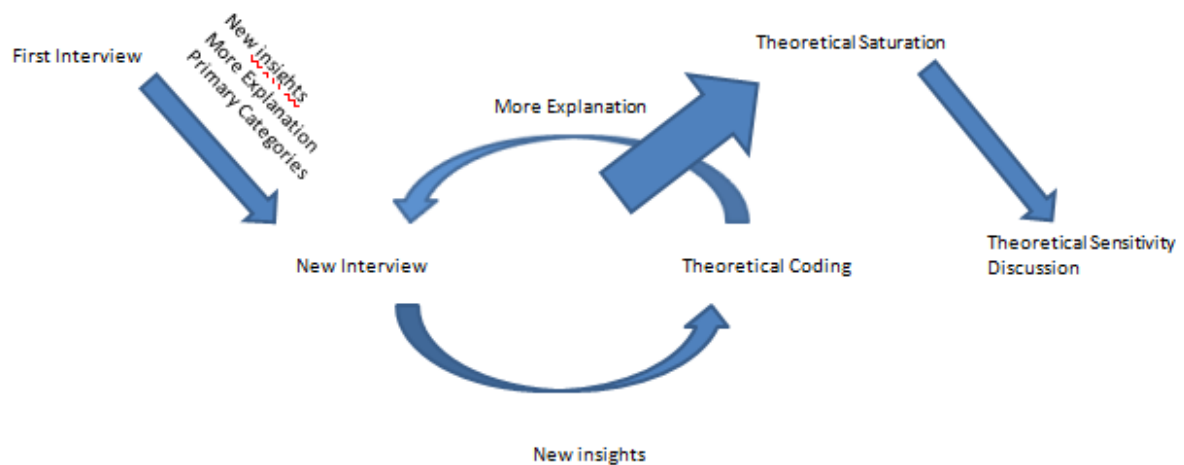 First Interview
New insights
More Explanation
Primary Categories
Theoretical Saturation
More Explanation
New Interview
Theoretical Coding
Theoretical Sensitivity
Discussion
New insights